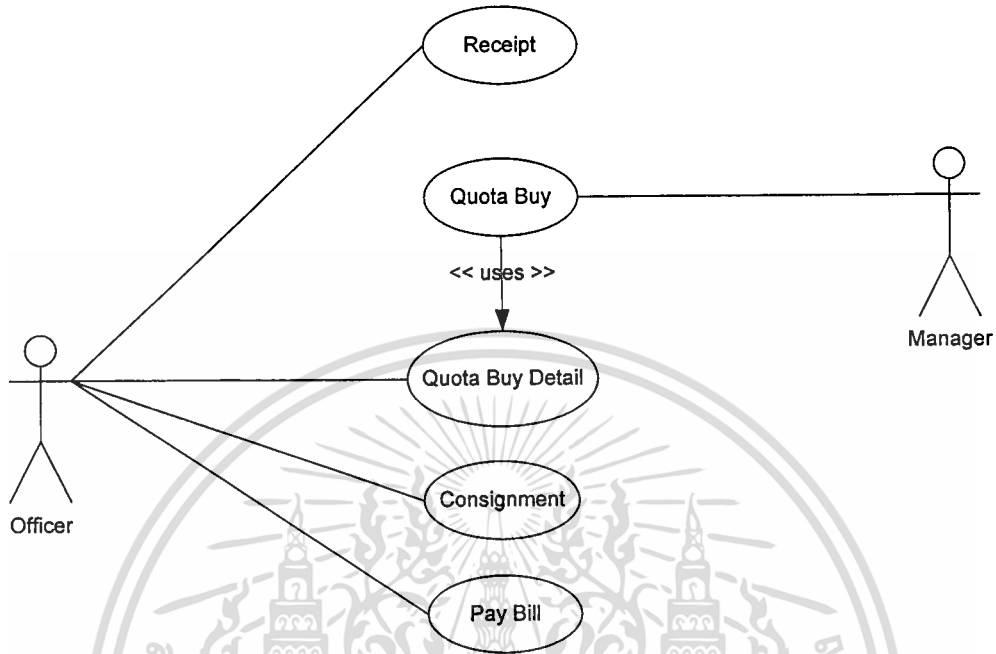 Receipt
Quota Buy
<< uses >>
Manager
Quota Buy Detail
Consignment
Officer
Pay Bill